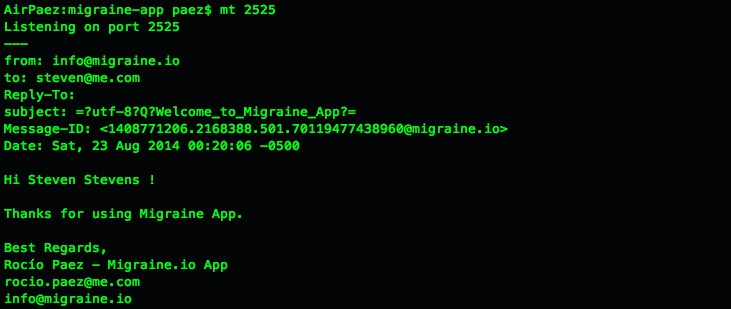 AirPaez:migraine-app paez$ mt 2525
Listening on port 2525
---
from: info@migraine.io
to: steven@me.com
Reply-To:
subject: =?utf-8?Q?Welcome_to_Migraine_App?=
Message-ID: <1408771206.2168388.501.70119477438960@migraine.io>
Date: Sat, 23 Aug 2014 00:20:06 -0500
Hi Steven Stevens !
Thanks for using Migraine App.
Best Regards,
Rocío Paez - Migraine.io App
rocio.paez@me.com
info@migraine.io